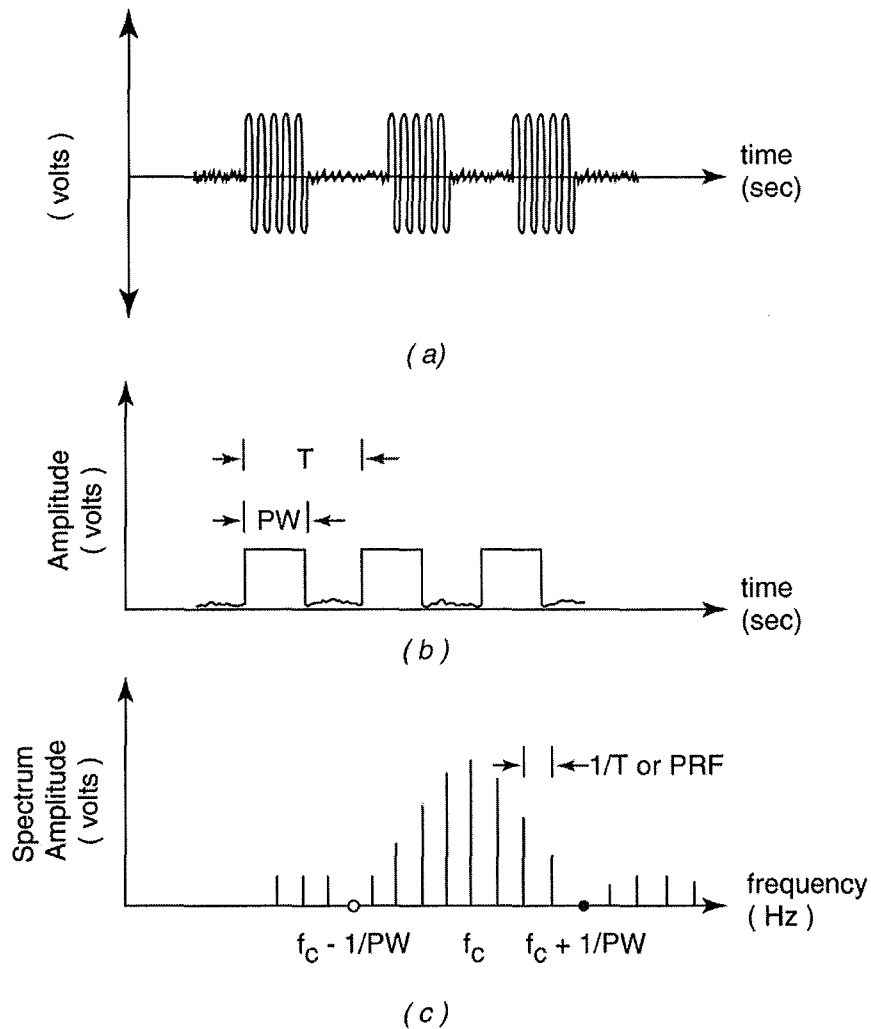 ( volts )
time
(sec)
( a)
Amplitude
( volts )
T
PW
time
(sec)
( b )
Spectrum
Amplitude
( volts )
1/T or PRF
frequency
( Hz )
f_c - 1/PW
f_c
f_c + 1/PW
( c )